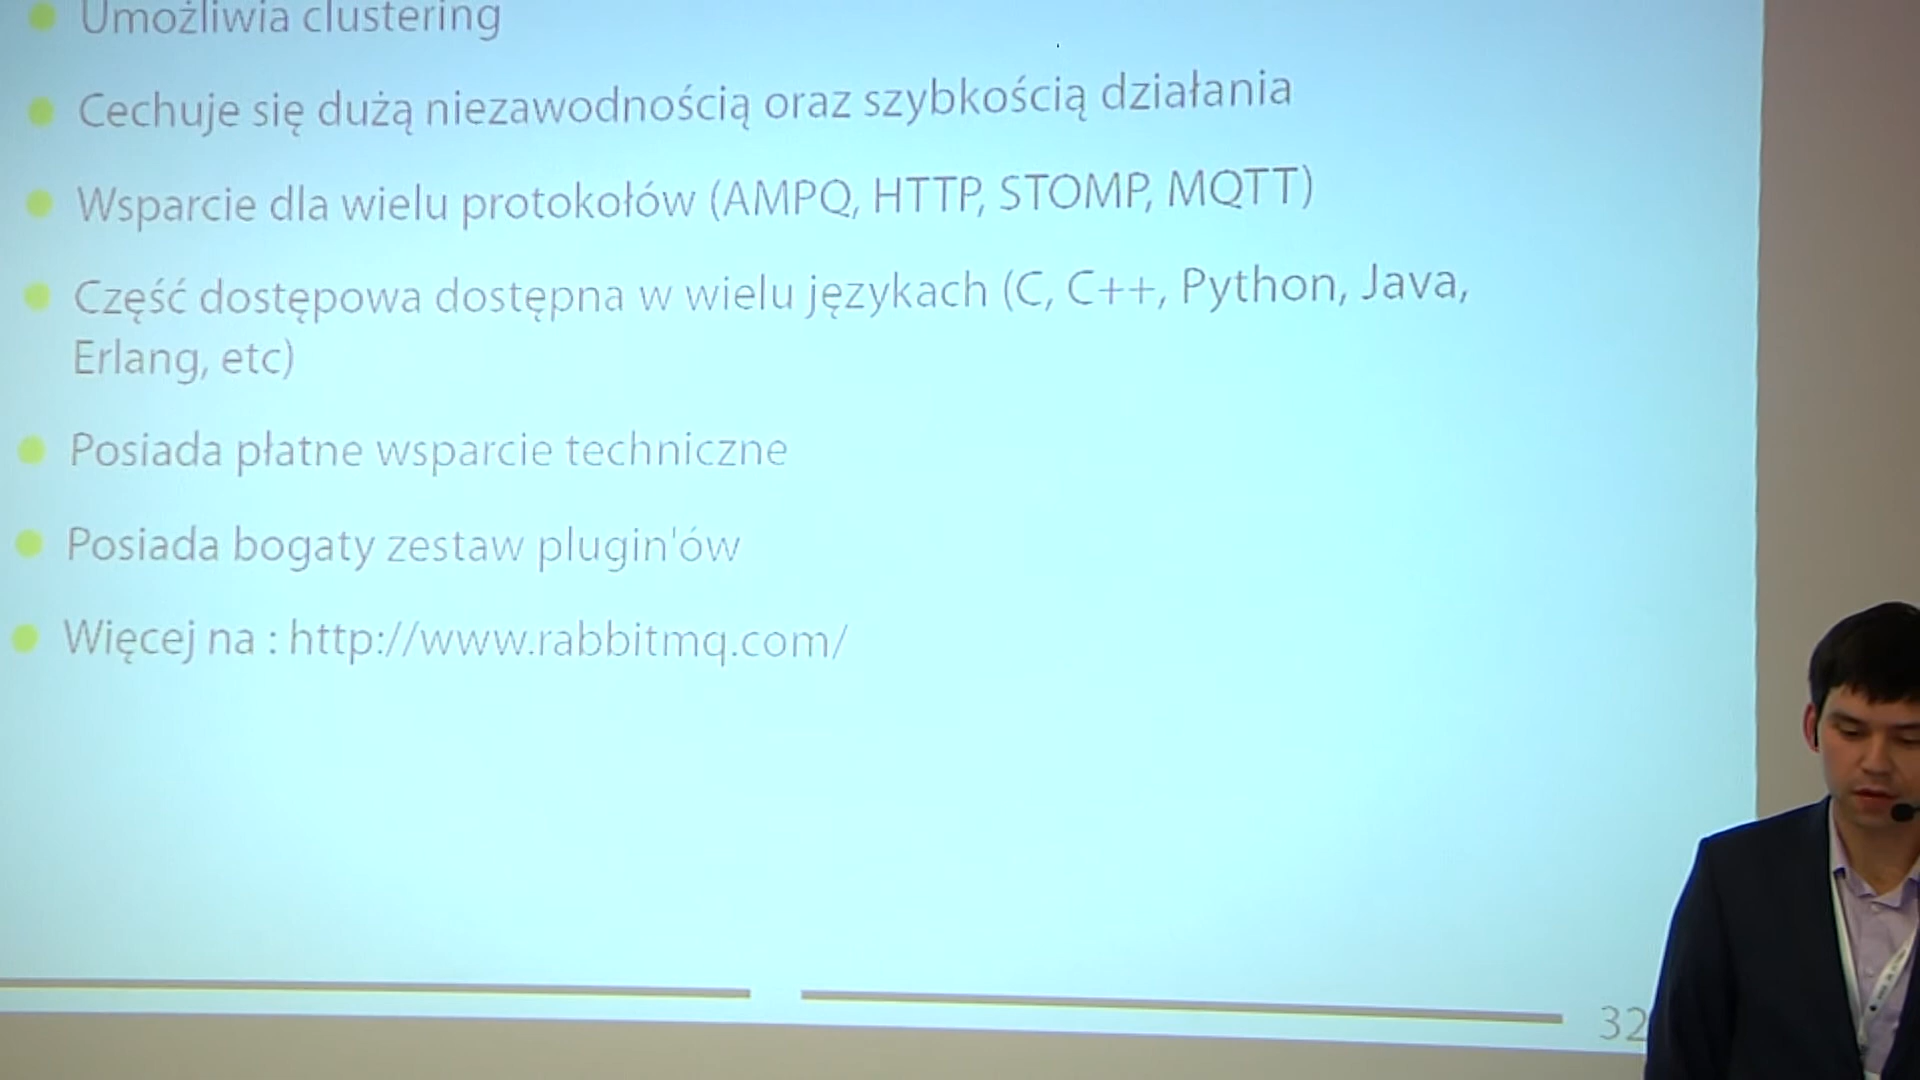 Umożliwia clustering
Cechuje się dużą niezawodnością oraz szybkością działania
Wsparcie dla wielu protokołów (AMPQ, HTTP, STOMP, MQTT)
Część dostępowa dostępna w wielu językach (C, C++, Python, Java,
Erlang, etc)
Posiada płatne wsparcie techniczne
Posiada bogaty zestaw plugin'ów
Więcej na : http://www.rabbitmq.com/
32